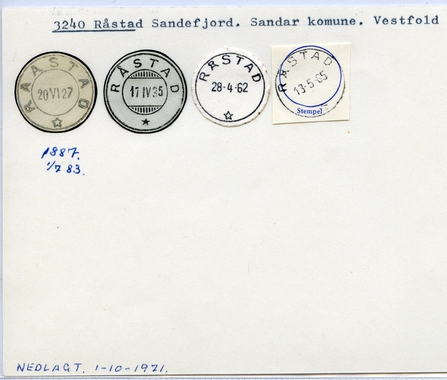 3240 Råstad Sandefjord. Sandar komune. Vestfold
RAASTAD
20 VI 27
RÅSTAD
17 IV 35
RÅSTAD
28-4-62
RÅSTAD
13-5-65
Stempel
1887.
1/7 83.
NEDLAGT. 1-10-1971.